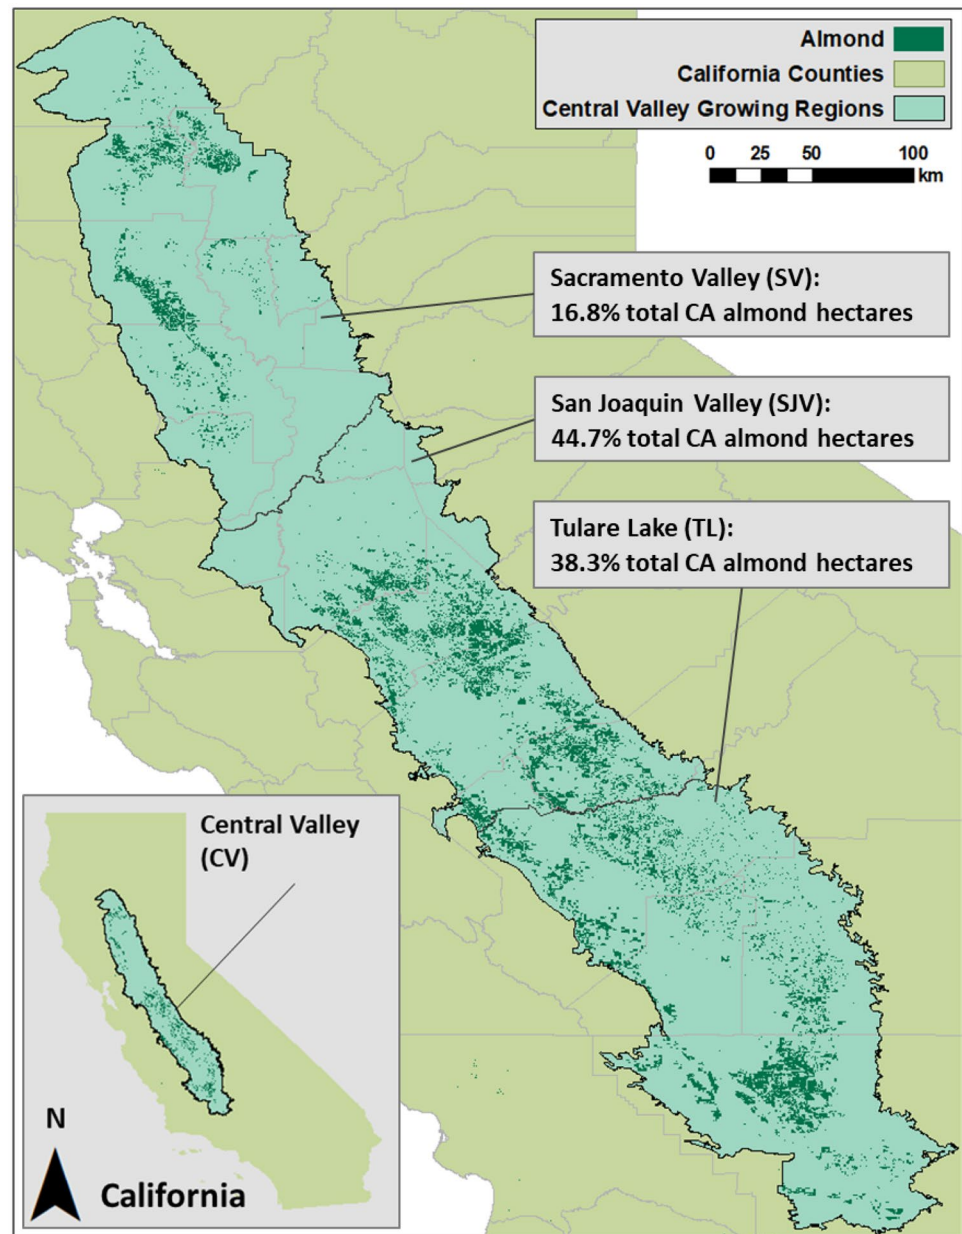 Almond
California Counties
Central Valley Growing Regions
0 25 50 100
km
Sacramento Valley (SV):
16.8% total CA almond hectares
San Joaquin Valley (SJV):
44.7% total CA almond hectares
Tulare Lake (TL):
38.3% total CA almond hectares
Central Valley
(CV)
N
California